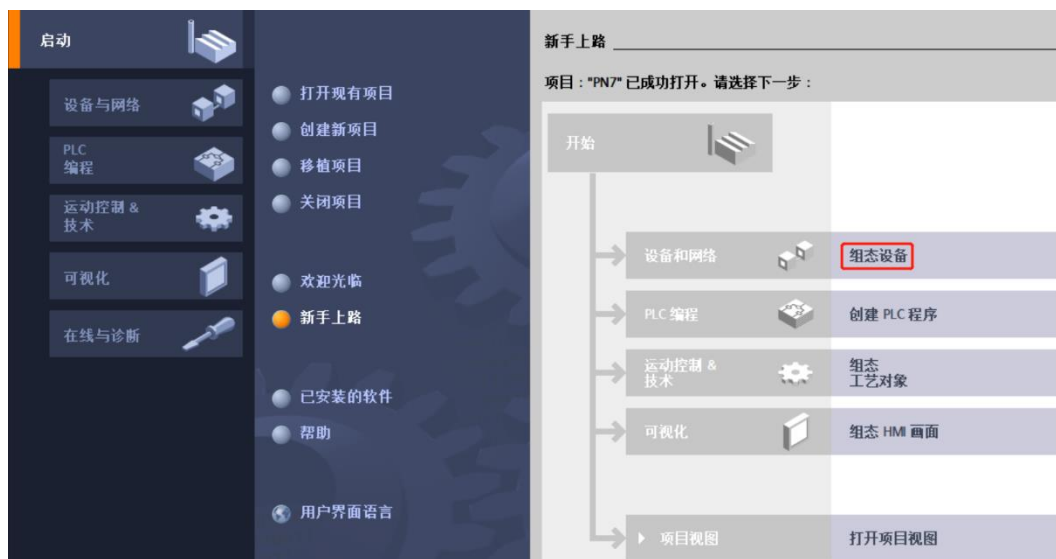 启动
设备与网络
PLC
编程
运动控制 &
技术
可视化
在线与诊断
打开现有项目
创建新项目
移植项目
关闭项目
欢迎光临
新手上路
已安装的软件
帮助
用户界面语言
新手上路
项目："PN7" 已成功打开。请选择下一步：
开始
设备和网络
组态设备
PLC 编程
创建 PLC 程序
运动控制 &
技术
组态
工艺对象
可视化
组态 HMI 画面
项目视图
打开项目视图